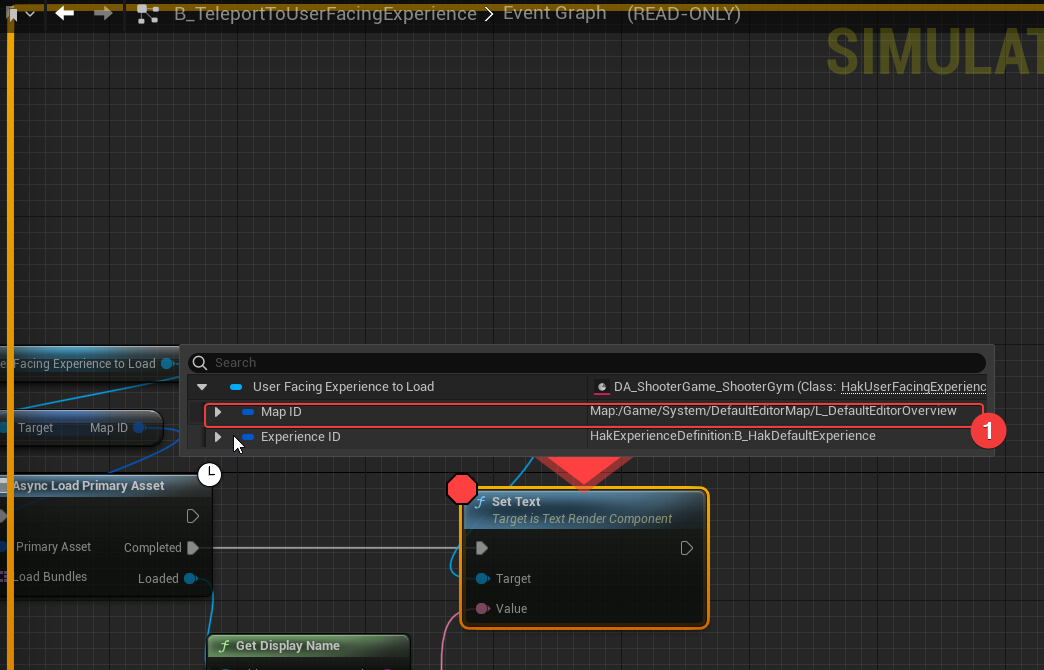 B_TeleportToUserFacingExperience > Event Graph (READ-ONLY)
SIMULAT
Facing Experience to Load
Search
User Facing Experience to Load DA_ShooterGame_ShooterGym (Class: HakUserFacingExperienc
Map ID Map:/Game/System/DefaultEditorMap/L_DefaultEditorOverview
1
Target Map ID
Experience ID HakExperienceDefinition:B_HakDefaultExperience
Async Load Primary Asset
Primary Asset Completed
Load Bundles Loaded
f Set Text
Target is Text Render Component
Target
Value
f Get Display Name